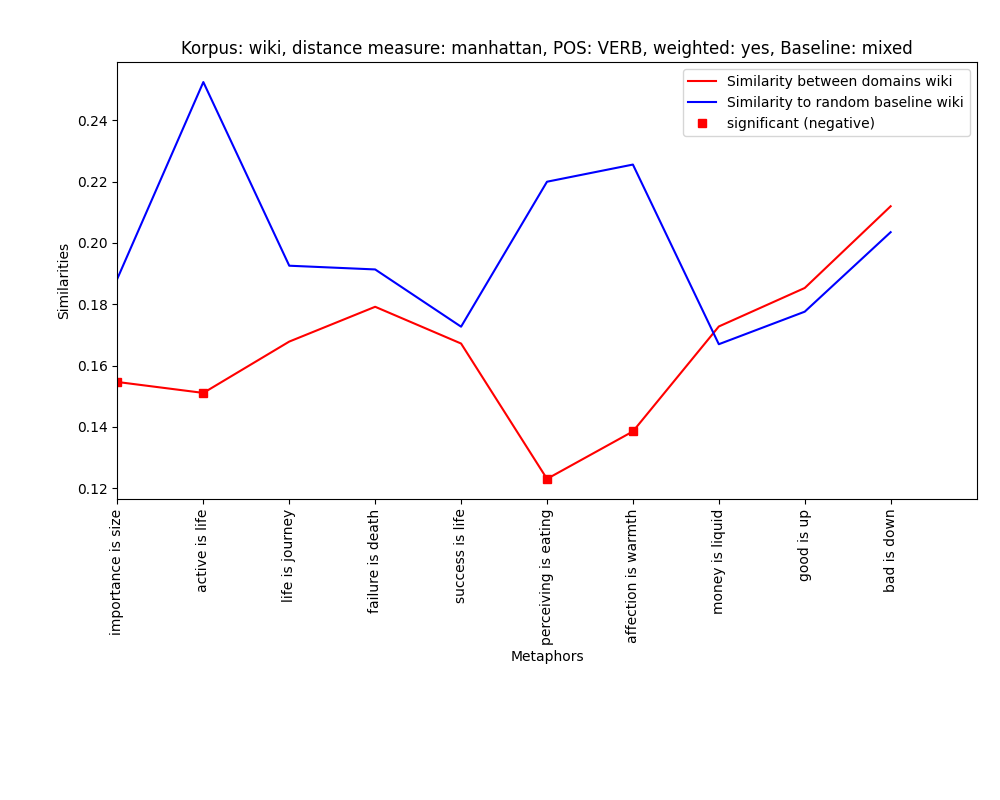 Korpus: wiki, distance measure: manhattan, POS: VERB, weighted: yes, Baseline: mixed
Similarity between domains wiki
Similarity to random baseline wiki
significant (negative)
Similarities
0.24
0.22
0.20
0.18
0.16
0.14
0.12
importance is size
active is life
life is journey
failure is death
success is life
perceiving is eating
affection is warmth
money is liquid
good is up
bad is down
Metaphors